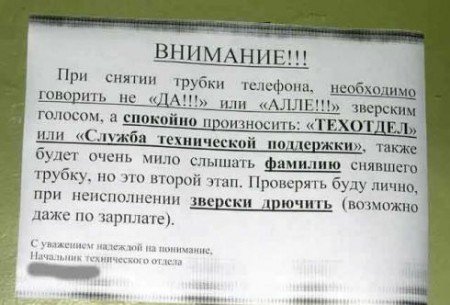 ВНИМАНИЕ!!!
При снятии трубки телефона, необходимо
говорить не «ДА!!!» или «АЛЛЕ!!!» зверским
голосом, а спокойно произносить: «ТЕХОТДЕЛ»
или «Служба технической поддержки», также
будет очень мило слышать фамилию снявшего
трубку, но это второй этап. Проверять буду лично,
при неисполнении зверски дрючить (возможно
даже по зарплате).
С уважением надеждой на понимание,
Начальник технического отдела